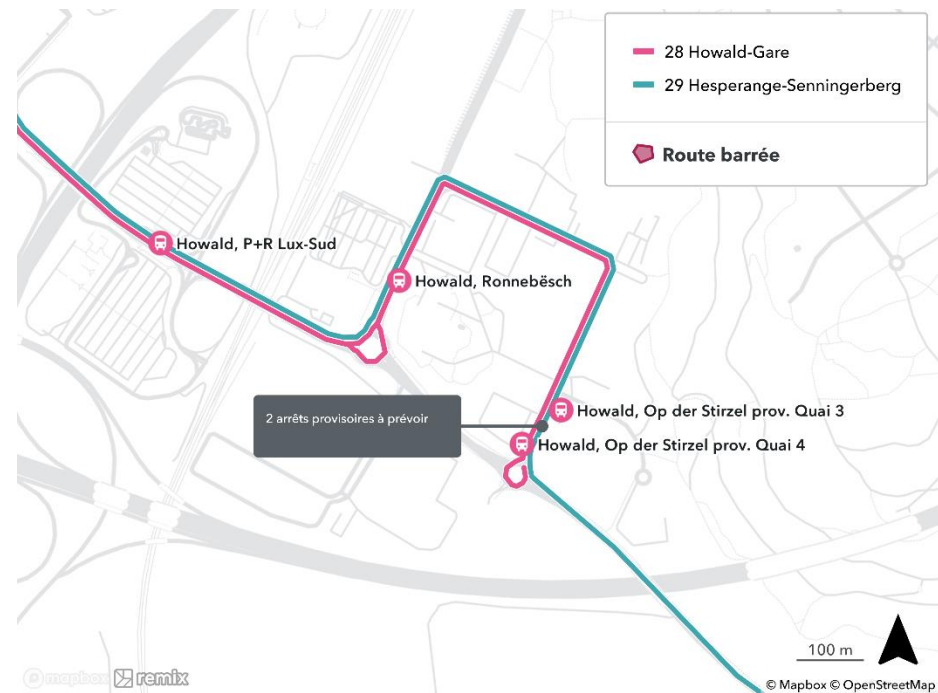 28 Howald-Gare
29 Hesperange-Senningerberg
Route barrée
Howald, P+R Lux-Sud
Howald, Ronnebësch
2 arrêts provisoires à prévoir
Howald, Op der Stirzel prov. Quai 3
Howald, Op der Stirzel prov. Quai 4
100 m
mapbox remix
© Mapbox © OpenStreetMap